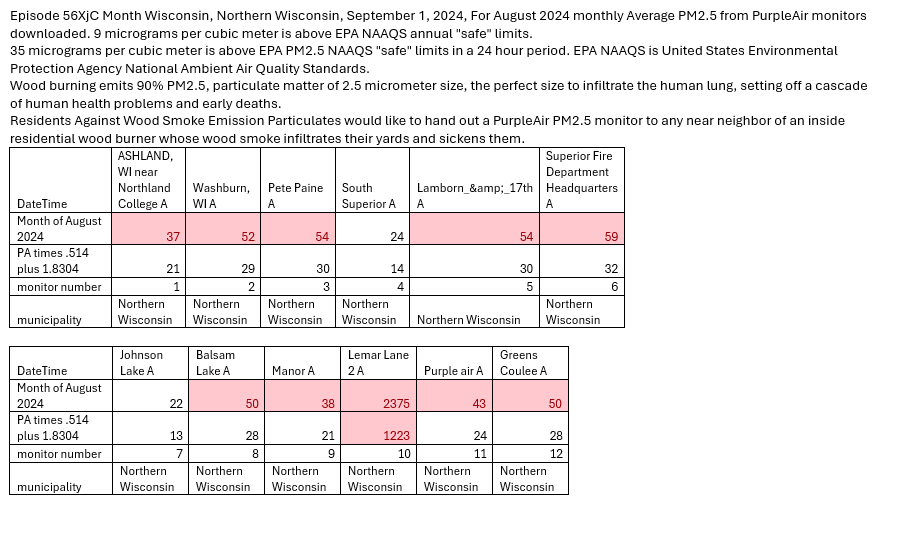 Episode 56XjC Month Wisconsin, Northern Wisconsin, September 1, 2024, For August 2024 monthly Average PM2.5 from PurpleAir monitors
downloaded. 9 micrograms per cubic meter is above EPA NAAQS annual "safe" limits.
35 micrograms per cubic meter is above EPA PM2.5 NAAQS "safe" limits in a 24 hour period. EPA NAAQS is United States Environmental
Protection Agency National Ambient Air Quality Standards.
Wood burning emits 90% PM2.5, particulate matter of 2.5 micrometer size, the perfect size to infiltrate the human lung, setting off a cascade
of human health problems and early deaths.
Residents Against Wood Smoke Emission Particulates would like to hand out a PurpleAir PM2.5 monitor to any near neighbor of an inside
residential wood burner whose wood smoke infiltrates their yards and sickens them.
ASHLAND, Superior Fire
WI near Department
Northland Washburn, Pete Paine South Lamborn_&amp;_17th Headquarters
DateTime College A WI A A Superior A A A
Month of August
2024 37 52 54 24 54 59
PA times .514
plus 1.8304 21 29 30 14 30 32
monitor number 1 2 3 4 5 6
Northern Northern Northern Northern Northern
municipality Wisconsin Wisconsin Wisconsin Wisconsin Northern Wisconsin Wisconsin
Johnson Balsam Lemar Lane Greens
DateTime Lake A Lake A Manor A 2 A Purple air A Coulee A
Month of August
2024 22 50 38 2375 43 50
PA times .514
plus 1.8304 13 28 21 1223 24 28
monitor number 7 8 9 10 11 12
Northern Northern Northern Northern Northern Northern
municipality Wisconsin Wisconsin Wisconsin Wisconsin Wisconsin Wisconsin